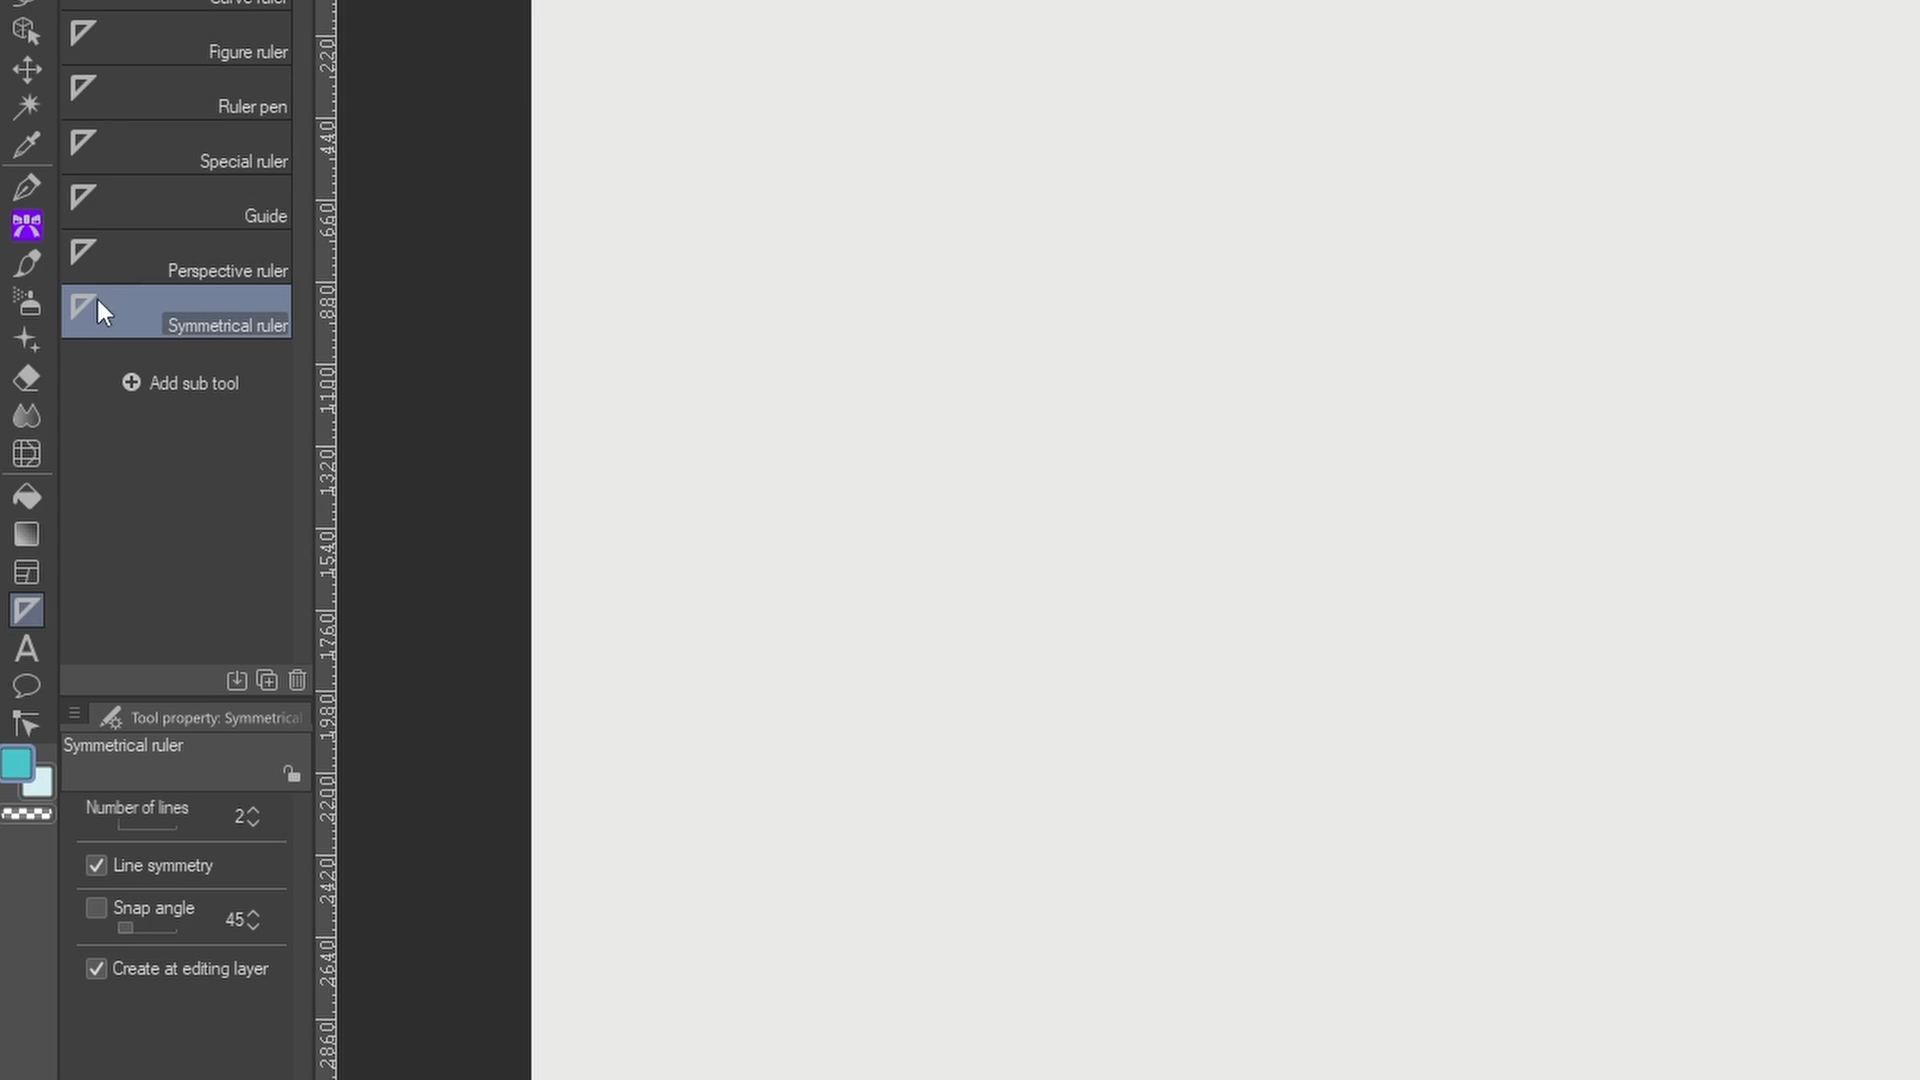 Curve ruler
Figure ruler
Ruler pen
Special ruler
Guide
Perspective ruler
Symmetrical ruler
Add sub tool
Tool property: Symmetrical
Symmetrical ruler
Number of lines 2
Line symmetry
Snap angle 45
Create at editing layer
220
440
660
880
1100
1320
1540
1760
1980
2200
2420
2640
2860
A